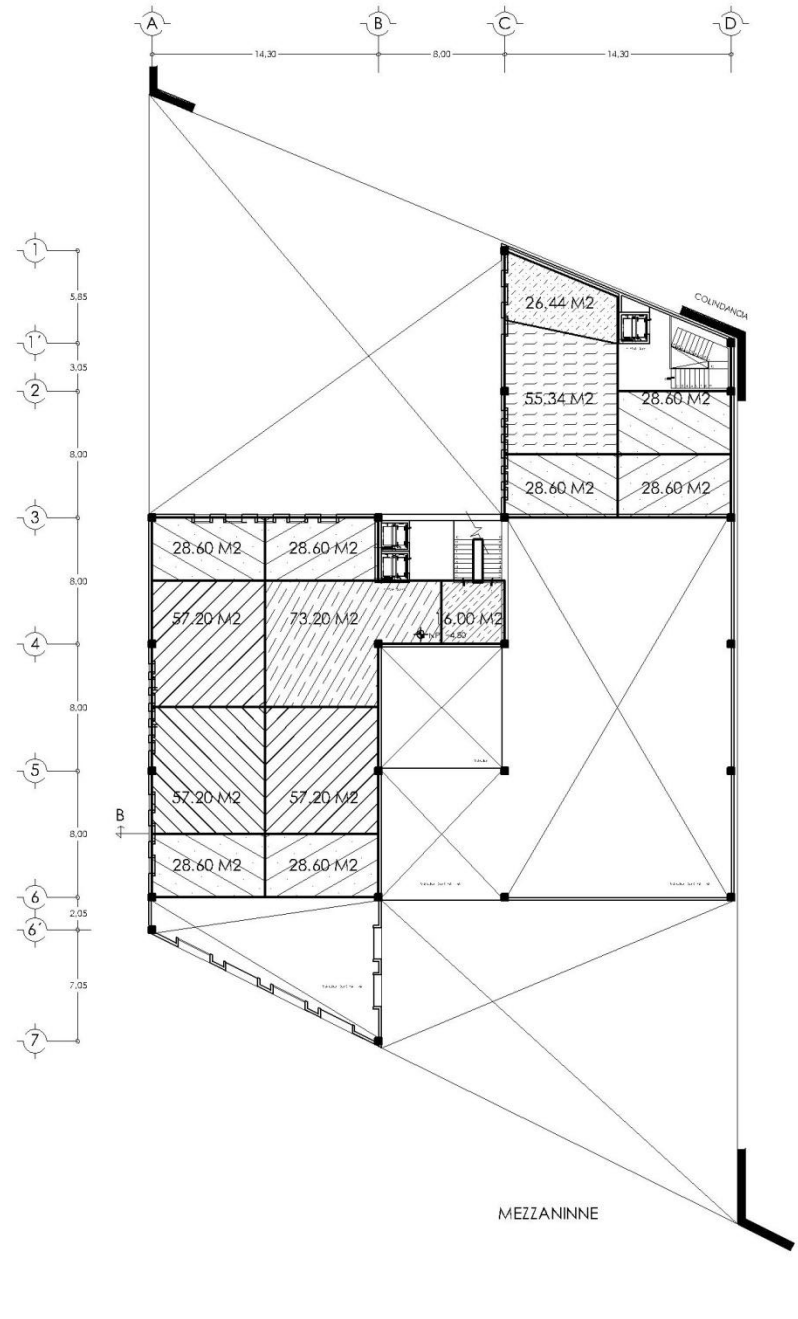 A B C D
14,30 8,00 14,30
1
5,85
COLINDANCIA
26.44 M2
1'
3,05
2
55.34 M2 28.60 M2
8,00
28.60 M2 28.60 M2
3
28.60 M2 28.60 M2
8,00
57.20 M2 73.20 M2 16.00 M2
4
8,00
5
57.20 M2 57.20 M2
B
8,00
28.60 M2 28.60 M2
6
2,05
6'
7,05
7
MEZZANINNE